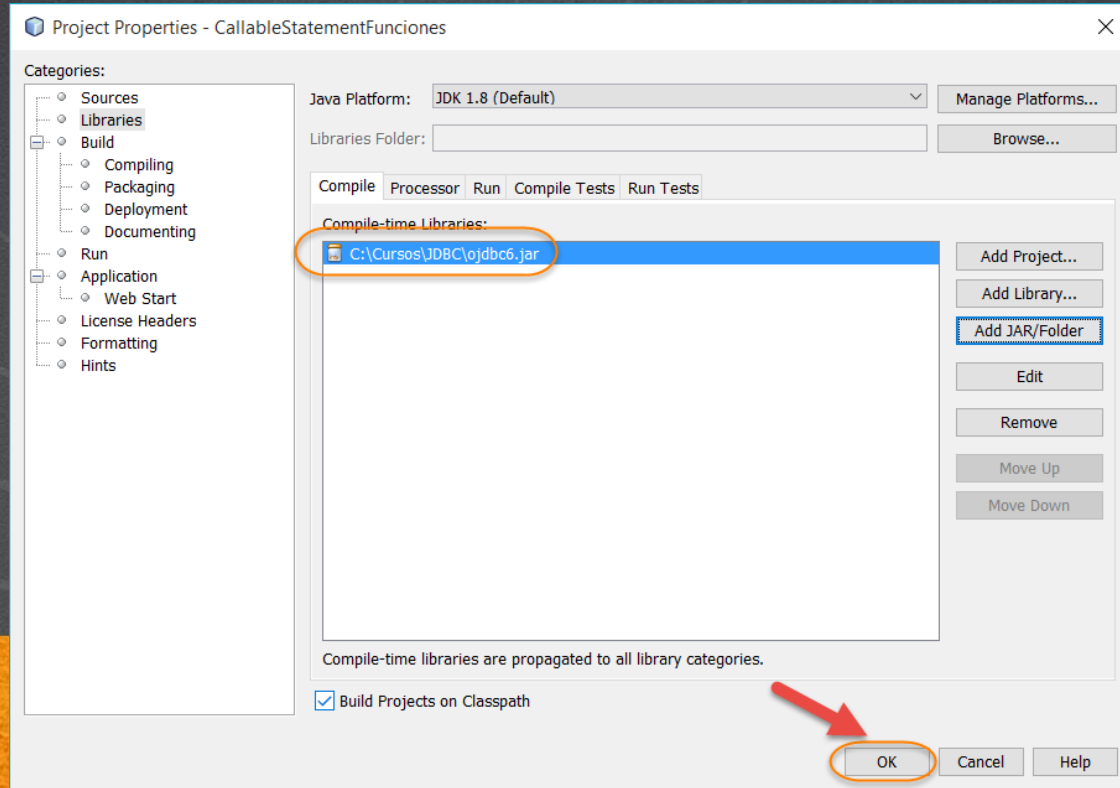 Project Properties - CallableStatementFunciones
Categories:
Sources
Libraries
Build
Compiling
Packaging
Deployment
Documenting
Run
Application
Web Start
License Headers
Formatting
Hints
Java Platform: JDK 1.8 (Default) Manage Platforms...
Libraries Folder: Browse...
Compile Processor Run Compile Tests Run Tests
Compile-time Libraries:
C:\Cursos\JDBC\ojdbc6.jar
Add Project...
Add Library...
Add JAR/Folder
Edit
Remove
Move Up
Move Down
Compile-time libraries are propagated to all library categories.
Build Projects on Classpath
OK Cancel Help